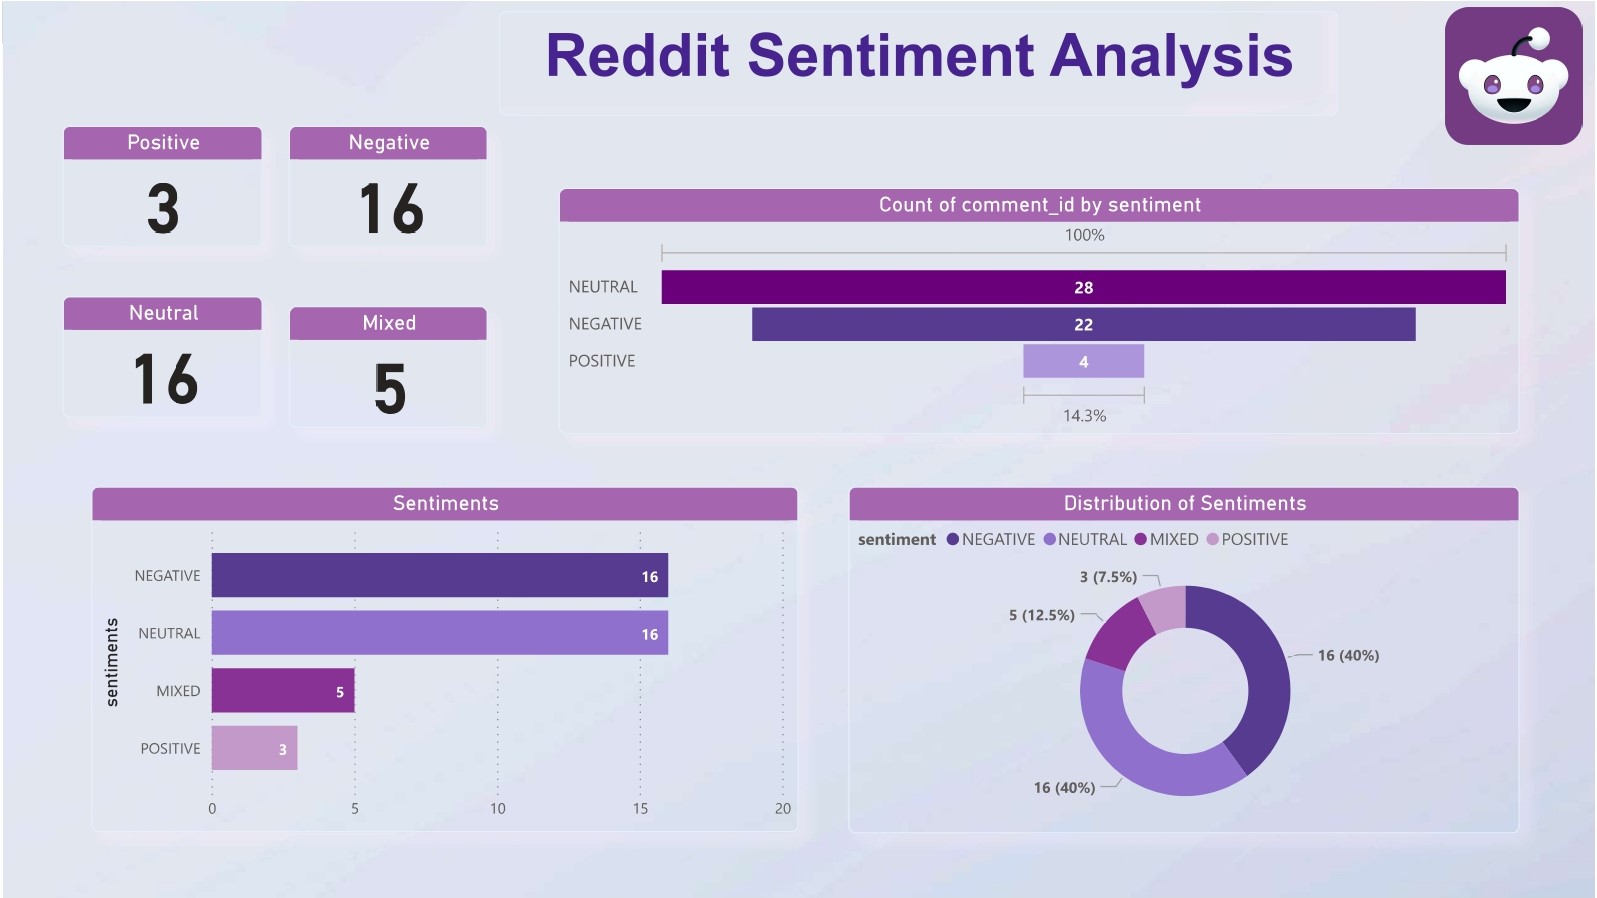 Reddit Sentiment Analysis
Positive
3
Negative
16
Neutral
16
Mixed
5
Count of comment_id by sentiment
100%
NEUTRAL 28
NEGATIVE 22
POSITIVE 4
14.3%
Sentiments
sentiments
NEGATIVE 16
NEUTRAL 16
MIXED 5
POSITIVE 3
0 5 10 15 20
Distribution of Sentiments
sentiment NEGATIVE NEUTRAL MIXED POSITIVE
3 (7.5%)
5 (12.5%)
16 (40%)
16 (40%)